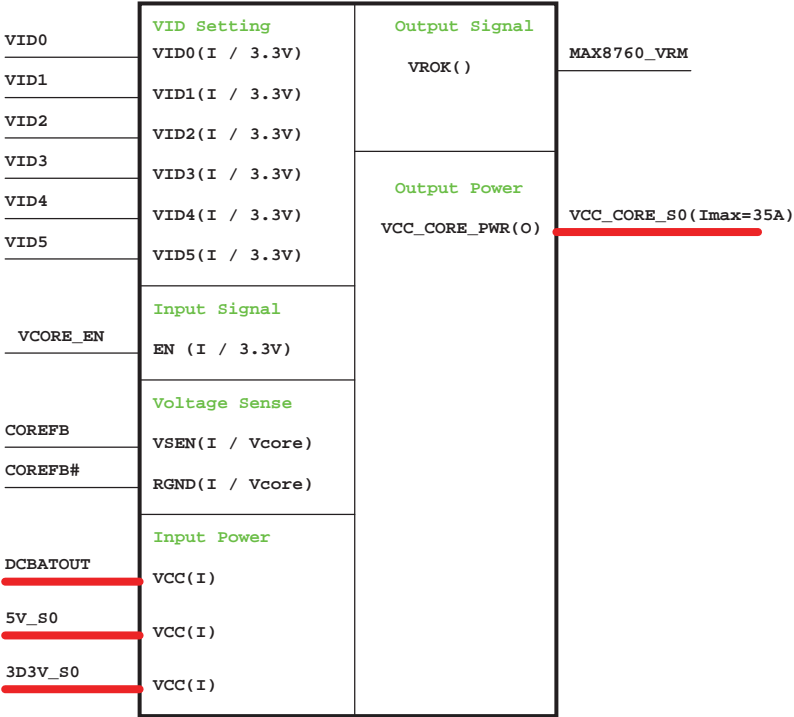 VID Setting
Output Signal
VID0
VID0(I / 3.3V)
VROK()
MAX8760_VRM
VID1
VID1(I / 3.3V)
VID2
VID2(I / 3.3V)
VID3
VID3(I / 3.3V)
Output Power
VID4
VID4(I / 3.3V)
VCC_CORE_PWR(O)
VCC_CORE_S0(Imax=35A)
VID5
VID5(I / 3.3V)
Input Signal
VCORE_EN
EN (I / 3.3V)
Voltage Sense
COREFB
VSEN(I / Vcore)
COREFB#
RGND(I / Vcore)
Input Power
DCBATOUT
VCC(I)
5V_S0
VCC(I)
3D3V_S0
VCC(I)